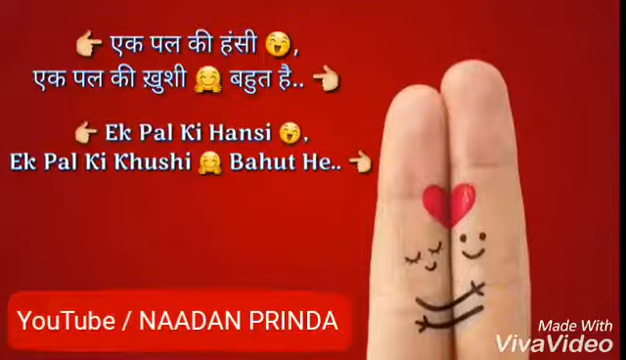 👉 एक पल की हंसी 😁,
एक पल की ख़ुशी 🤗 बहुत है.. 👈
👉 Ek Pal Ki Hansi 😁,
Ek Pal Ki Khushi 🤗 Bahut He.. 👈
YouTube / NAADAN PRINDA
Made With
VivaVideo